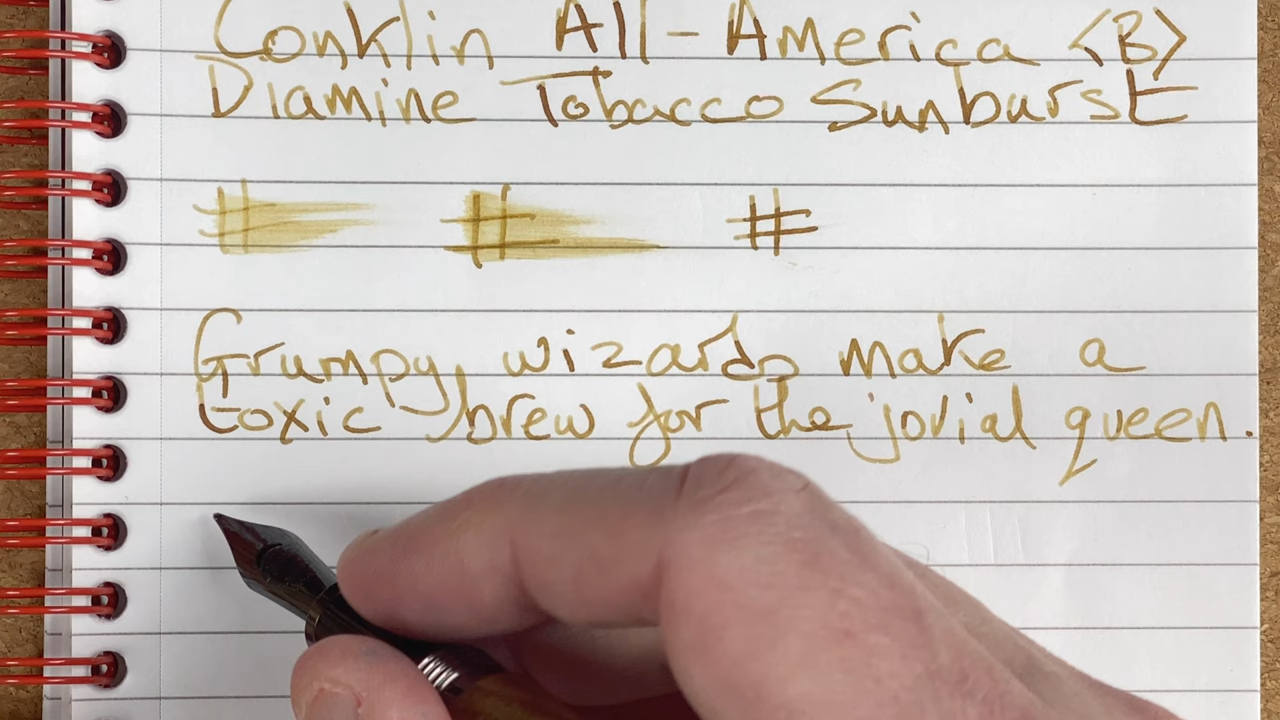 Conklin All-America <B>
Diamine Tobacco Sunburst
# # #
Grumpy wizards make a
toxic brew for the jovial queen.